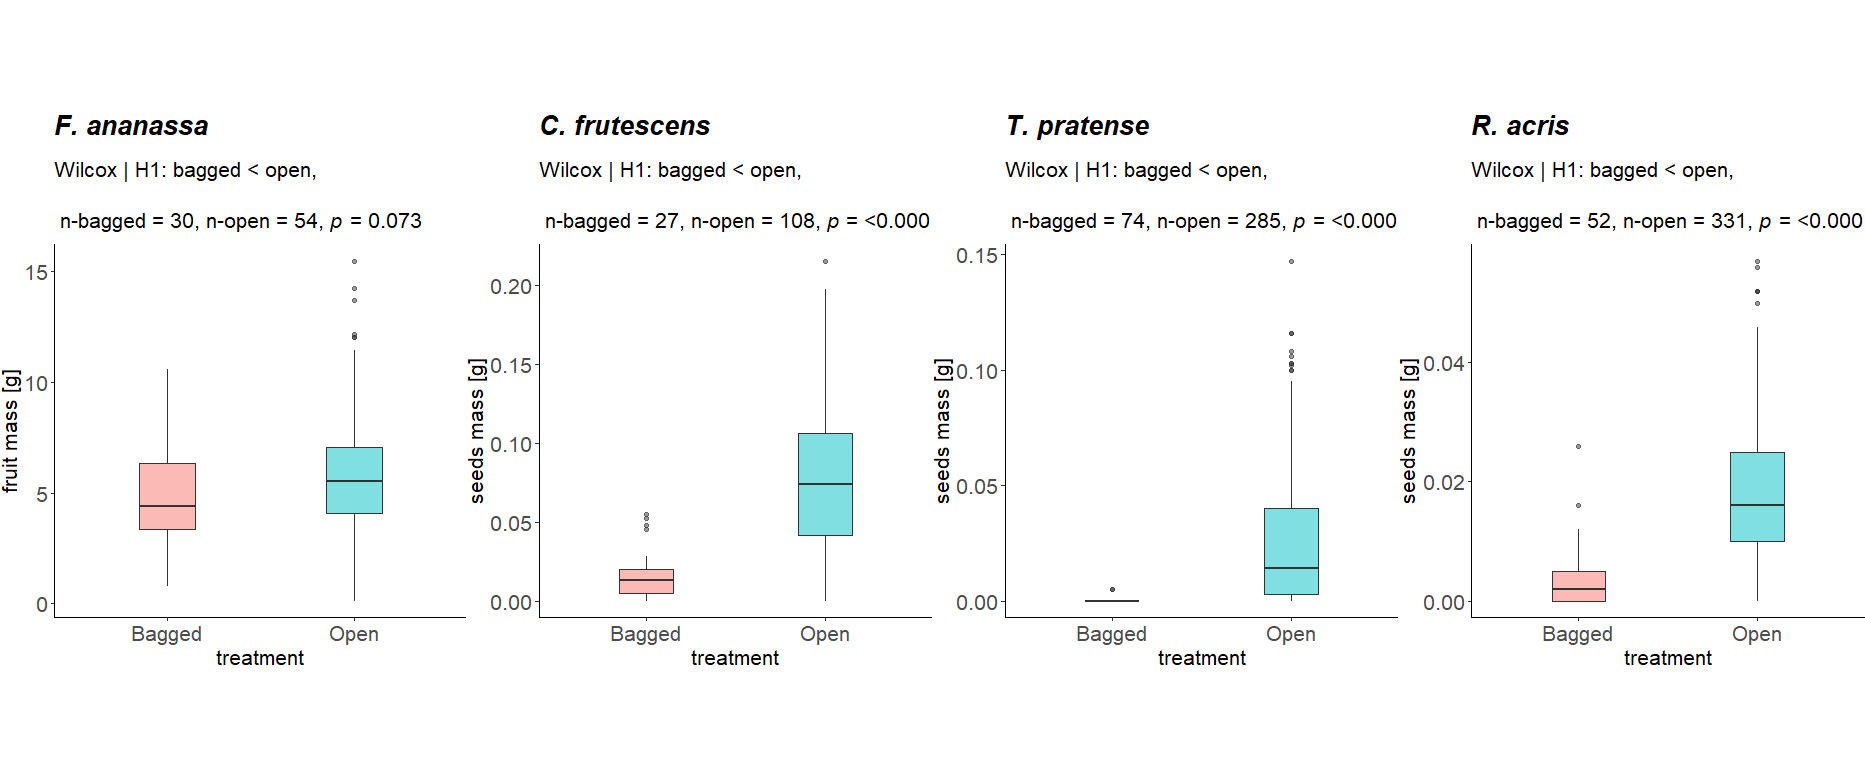 F. ananassa
Wilcox | H1: bagged < open,
n-bagged = 30, n-open = 54, p = 0.073
15
10
5
0
fruit mass [g]
Bagged
Open
treatment
C. frutescens
Wilcox | H1: bagged < open,
n-bagged = 27, n-open = 108, p = <0.000
0.20
0.15
0.10
0.05
0.00
seeds mass [g]
Bagged
Open
treatment
T. pratense
Wilcox | H1: bagged < open,
n-bagged = 74, n-open = 285, p = <0.000
0.15
0.10
0.05
0.00
seeds mass [g]
Bagged
Open
treatment
R. acris
Wilcox | H1: bagged < open,
n-bagged = 52, n-open = 331, p = <0.000
0.04
0.02
0.00
seeds mass [g]
Bagged
Open
treatment